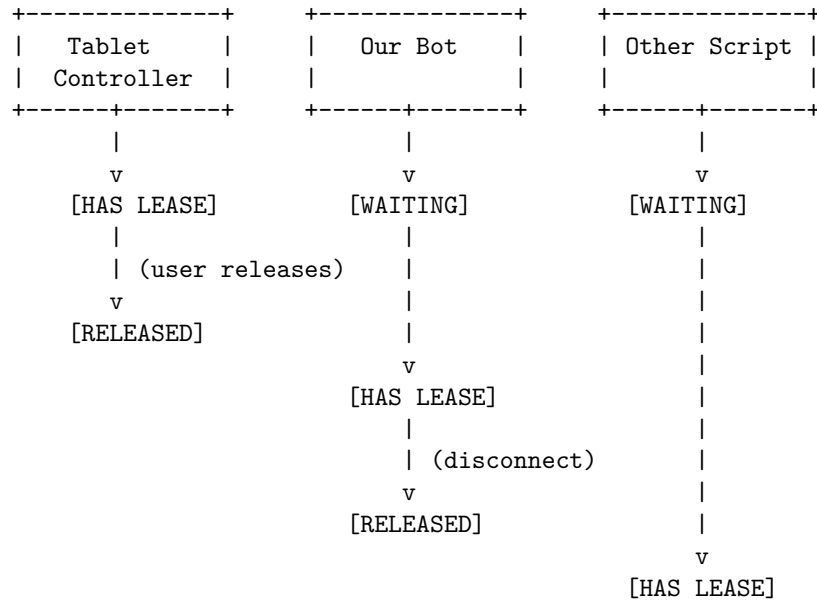 +--------------+ +--------------+ +--------------+
| Tablet | | Our Bot | | Other Script |
| Controller | | | | |
+------+-------+ +------+-------+ +------+-------+
| | |
v v v
[HAS LEASE] [WAITING] [WAITING]
| | |
| (user releases) | |
v | |
[RELEASED] | |
v |
[HAS LEASE] |
| |
| (disconnect) |
v |
[RELEASED] |
v
[HAS LEASE]